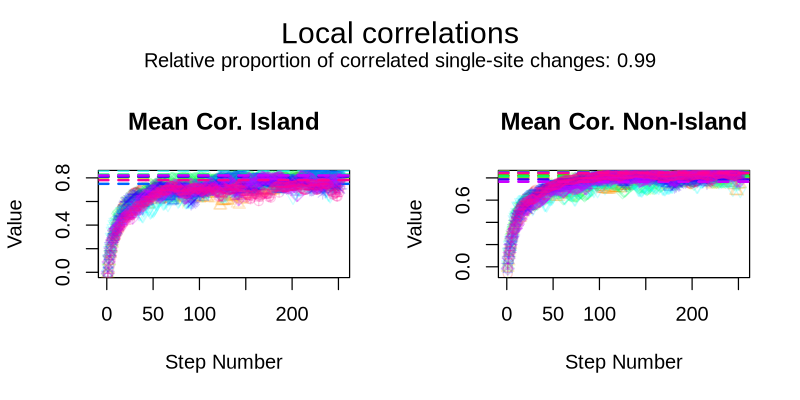 Local correlations
Relative proportion of correlated single-site changes: 0.99
Mean Cor. Island
Value
0.8
0.4
0.0
0 50 100 200
Step Number
Mean Cor. Non-Island
Value
0.6
0.0
0 50 100 200
Step Number